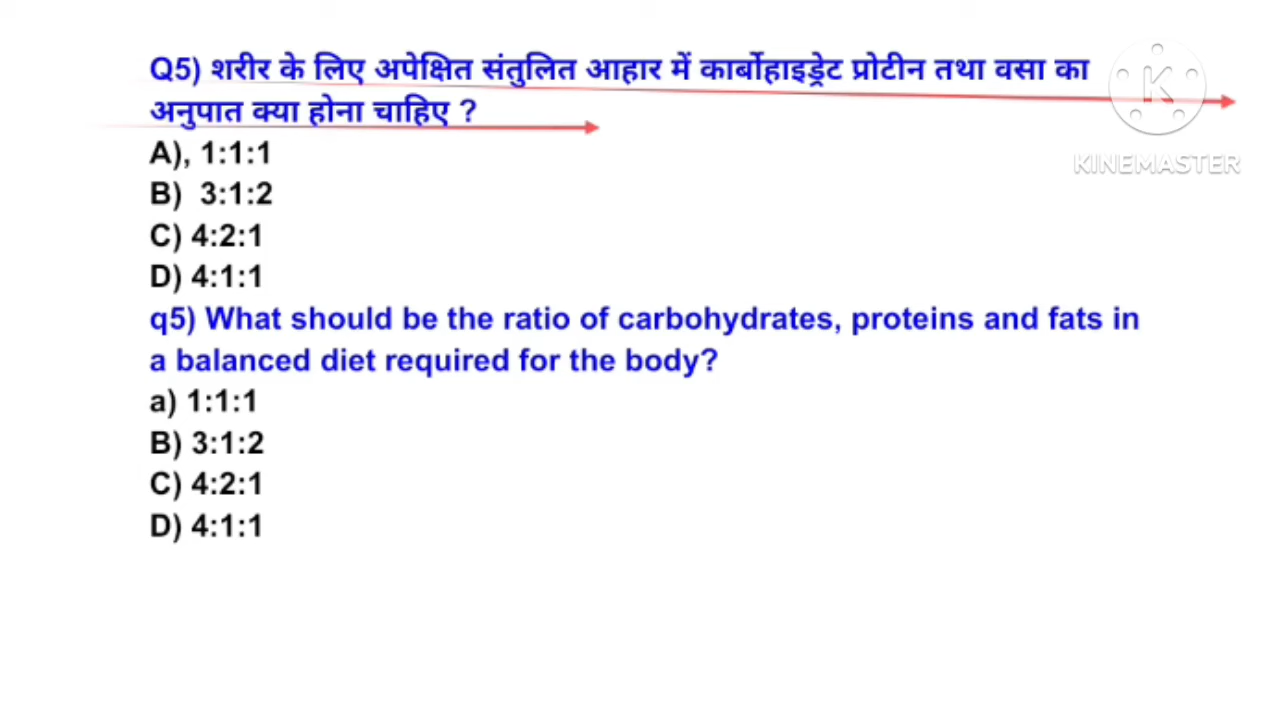 Q5) शरीर के लिए अपेक्षित संतुलित आहार में कार्बोहाइड्रेट प्रोटीन तथा वसा का
अनुपात क्या होना चाहिए ?
A), 1:1:1
B) 3:1:2
C) 4:2:1
D) 4:1:1
q5) What should be the ratio of carbohydrates, proteins and fats in
a balanced diet required for the body?
a) 1:1:1
B) 3:1:2
C) 4:2:1
D) 4:1:1
K
KINEMASTER